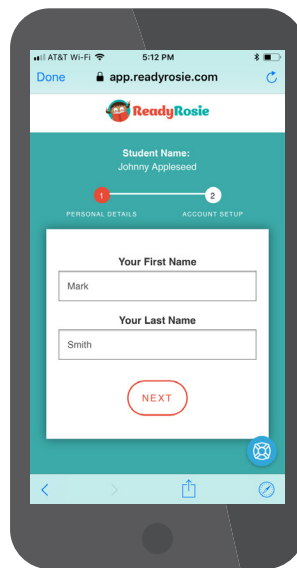 AT&T Wi-Fi 5:12 PM
Done app.readyrosie.com
ReadyRosie
Student Name:
Johnny Appleseed
1 2
PERSONAL DETAILS ACCOUNT SETUP
Your First Name
Mark
Your Last Name
Smith
NEXT